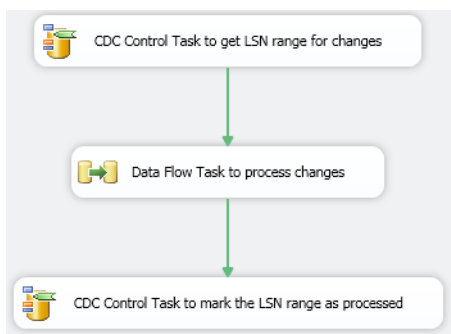 CDC Control Task to get LSN range for changes
Data Flow Task to process changes
CDC Control Task to mark the LSN range as processed